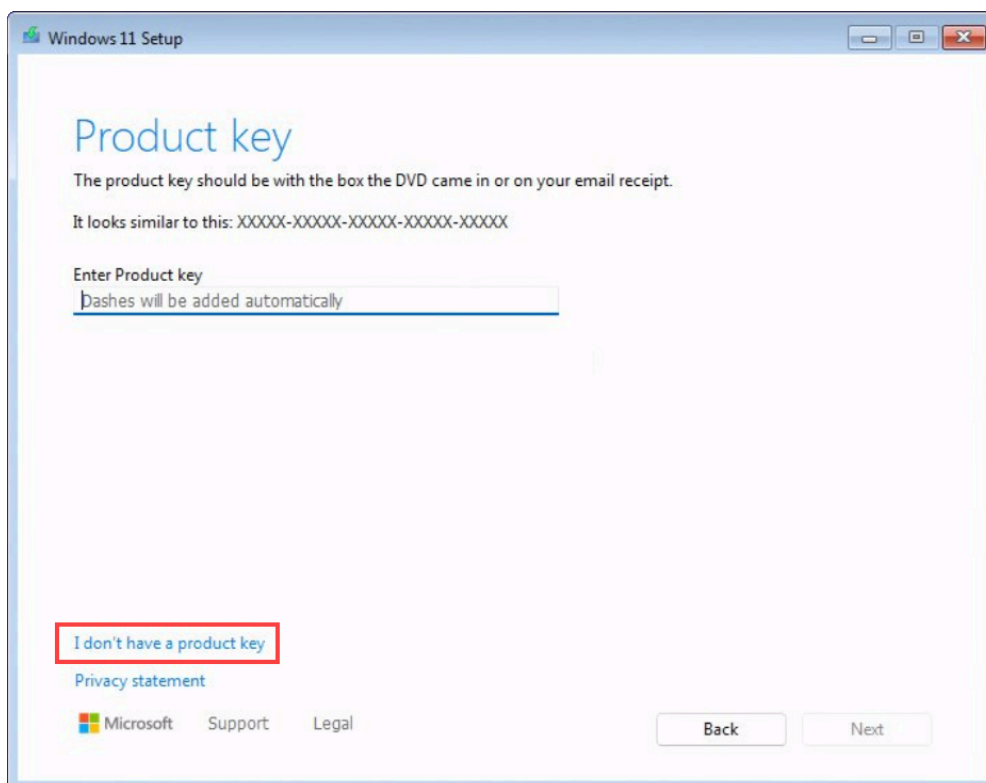 Windows 11 Setup
Product key
The product key should be with the box the DVD came in or on your email receipt.
It looks similar to this: XXXXX-XXXXX-XXXXX-XXXXX-XXXXX
Enter Product key
Dashes will be added automatically
I don't have a product key
Privacy statement
Microsoft Support Legal
Back Next